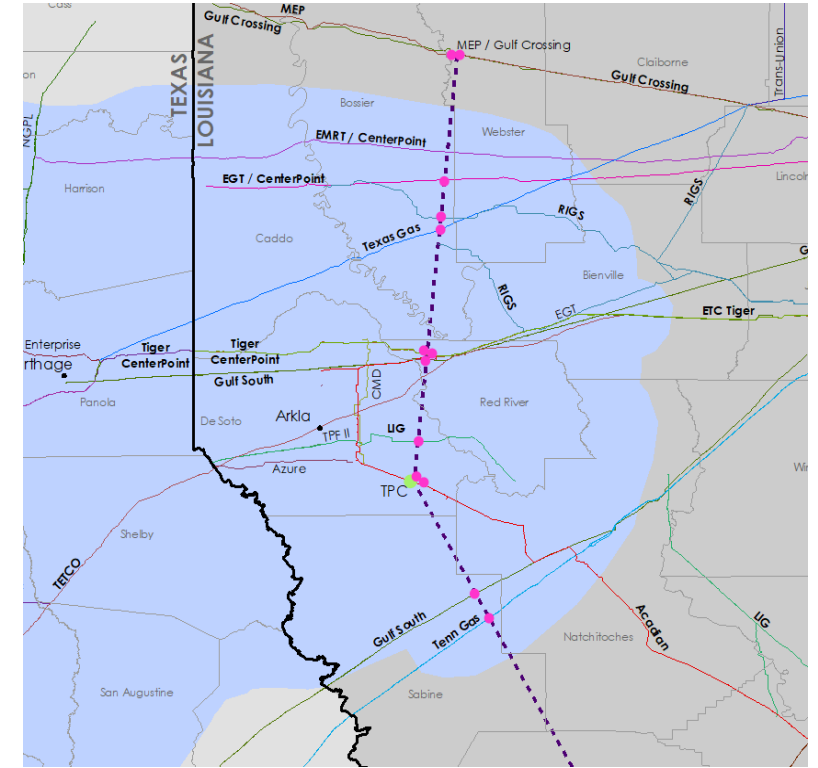 Cass
MEP
Gulf Crossing
MEP / Gulf Crossing
Claiborne
Trans-Union
Gulf Crossing
on
TEXAS
LOUISIANA
Bossier
NGPL
EMRT / CenterPoint
Webster
Harrison
EGT / CenterPoint
Lincol
RIGS
RIGS
Caddo
Texas Gas
G
Bienville
RIGS
EGT
ETC Tiger
Enterprise
rthage
Tiger
CenterPoint
Tiger
CenterPoint
Gulf South
CMD
Panola
De Soto
Arkla
Red River
TPF II
LIG
Azure
Wi
TPC
Shelby
TETCO
Gulf South
Tenn Gas
Acadian
LIG
Natchitoches
San Augustine
Sabine